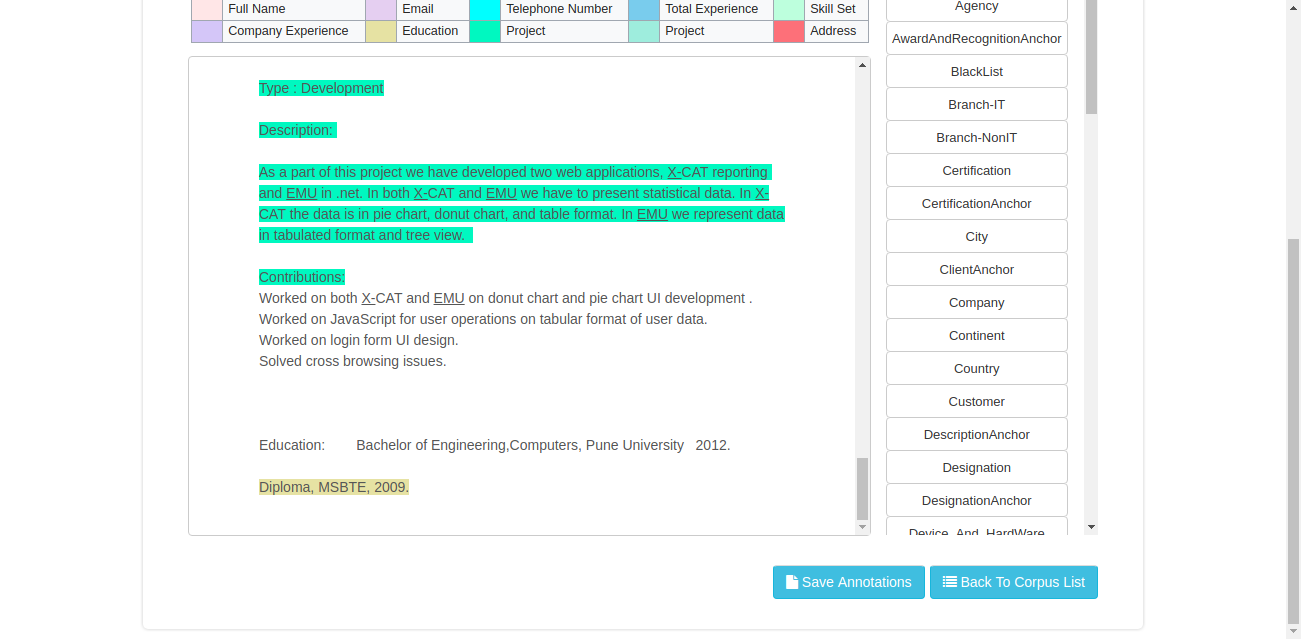 Full Name Email Telephone Number Total Experience Skill Set
Company Experience Education Project Project Address
Type : Development
Description:
As a part of this project we have developed two web applications, X-CAT reporting
and EMU in .net. In both X-CAT and EMU we have to present statistical data. In X-
CAT the data is in pie chart, donut chart, and table format. In EMU we represent data
in tabulated format and tree view.
Contributions:
Worked on both X-CAT and EMU on donut chart and pie chart UI development .
Worked on JavaScript for user operations on tabular format of user data.
Worked on login form UI design.
Solved cross browsing issues.
Education: Bachelor of Engineering,Computers, Pune University 2012.
Diploma, MSBTE, 2009.
Agency
AwardAndRecognitionAnchor
BlackList
Branch-IT
Branch-NonIT
Certification
CertificationAnchor
City
ClientAnchor
Company
Continent
Country
Customer
DescriptionAnchor
Designation
DesignationAnchor
Device_And_HardWare
Save Annotations
Back To Corpus List